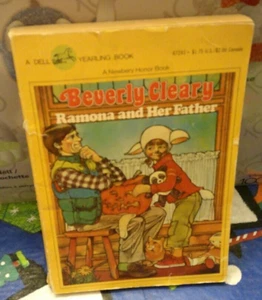 A DELL YEARLING BOOK
A Newbery Honor Book
Beverly Cleary
Ramona and Her Father